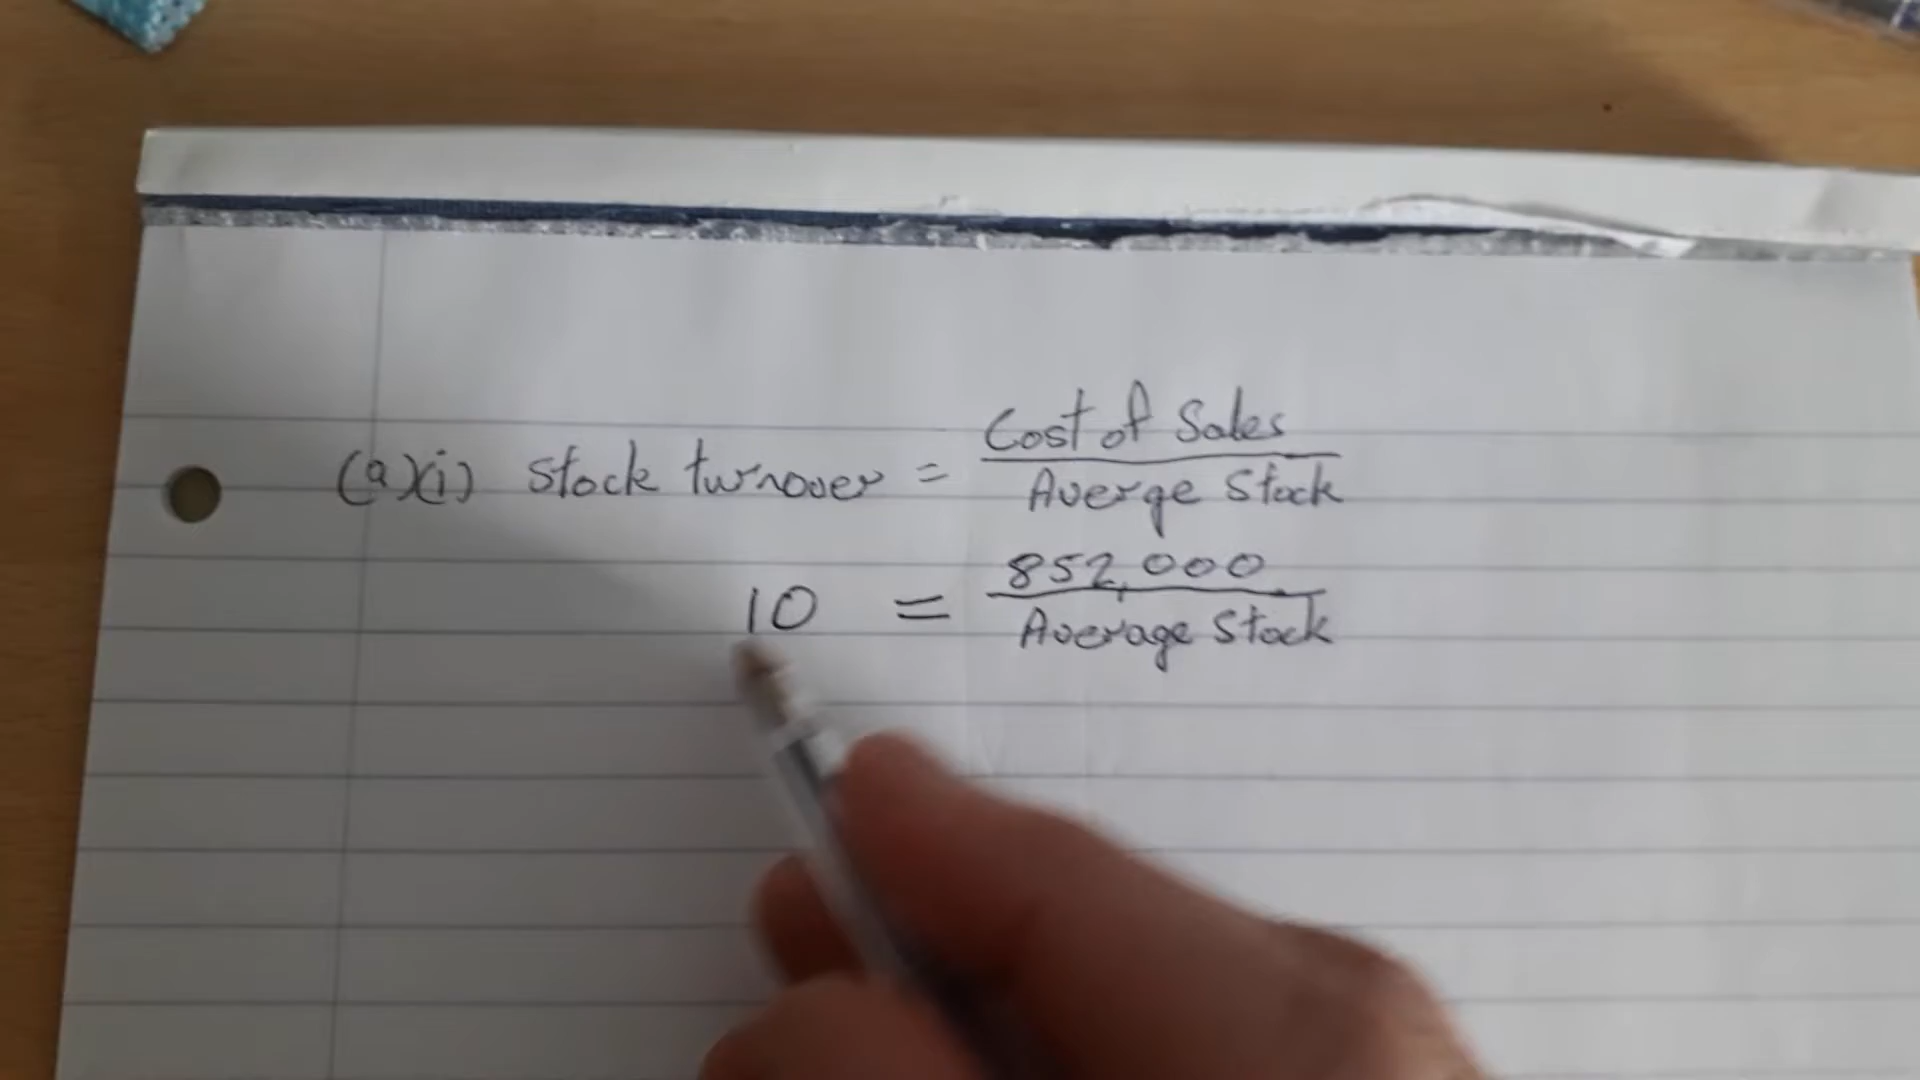 (a)(i) Stock turnover = Cost of Sales
Averge Stock
10 = 852,000
Average Stock